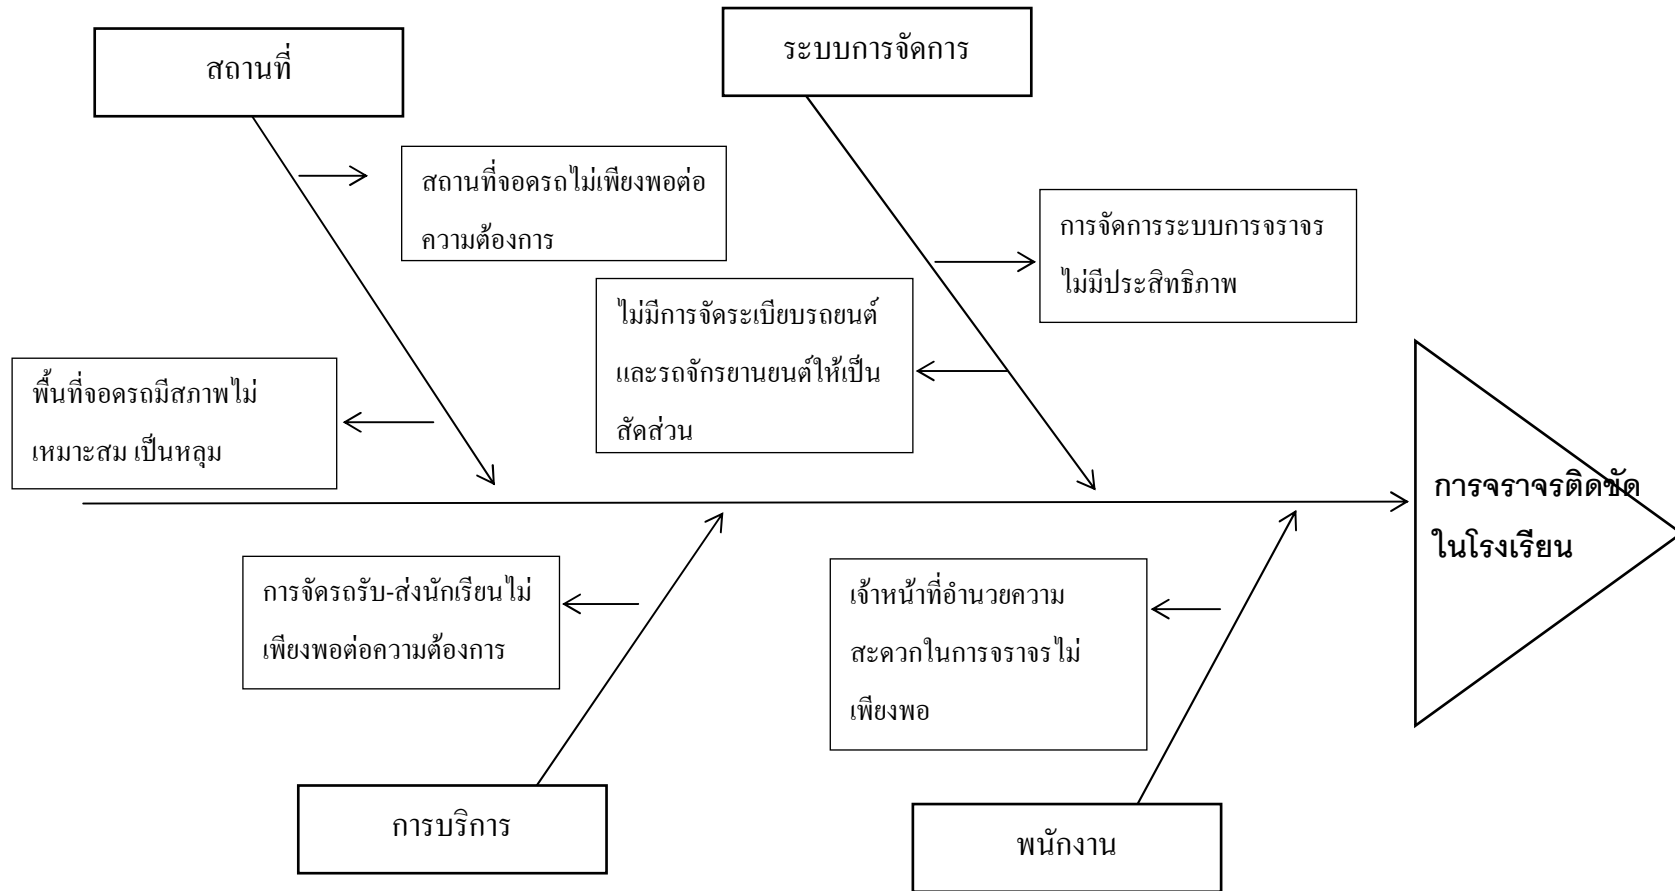 สถานที่
ระบบการจัดการ
สถานที่จอดรถไม่เพียงพอต่อ
ความต้องการ
การจัดการระบบการจราจร
ไม่มีประสิทธิภาพ
ไม่มีการจัดระเบียบรถยนต์
และรถจักรยานยนต์ให้เป็น
สัดส่วน
พื้นที่จอดรถมีสภาพไม่
เหมาะสม เป็นหลุม
การจราจรติดขัด
ในโรงเรียน
การจัดรถรับ-ส่งนักเรียนไม่
เพียงพอต่อความต้องการ
เจ้าหน้าที่อำนวยความ
สะดวกในการจราจรไม่
เพียงพอ
การบริการ
พนักงาน